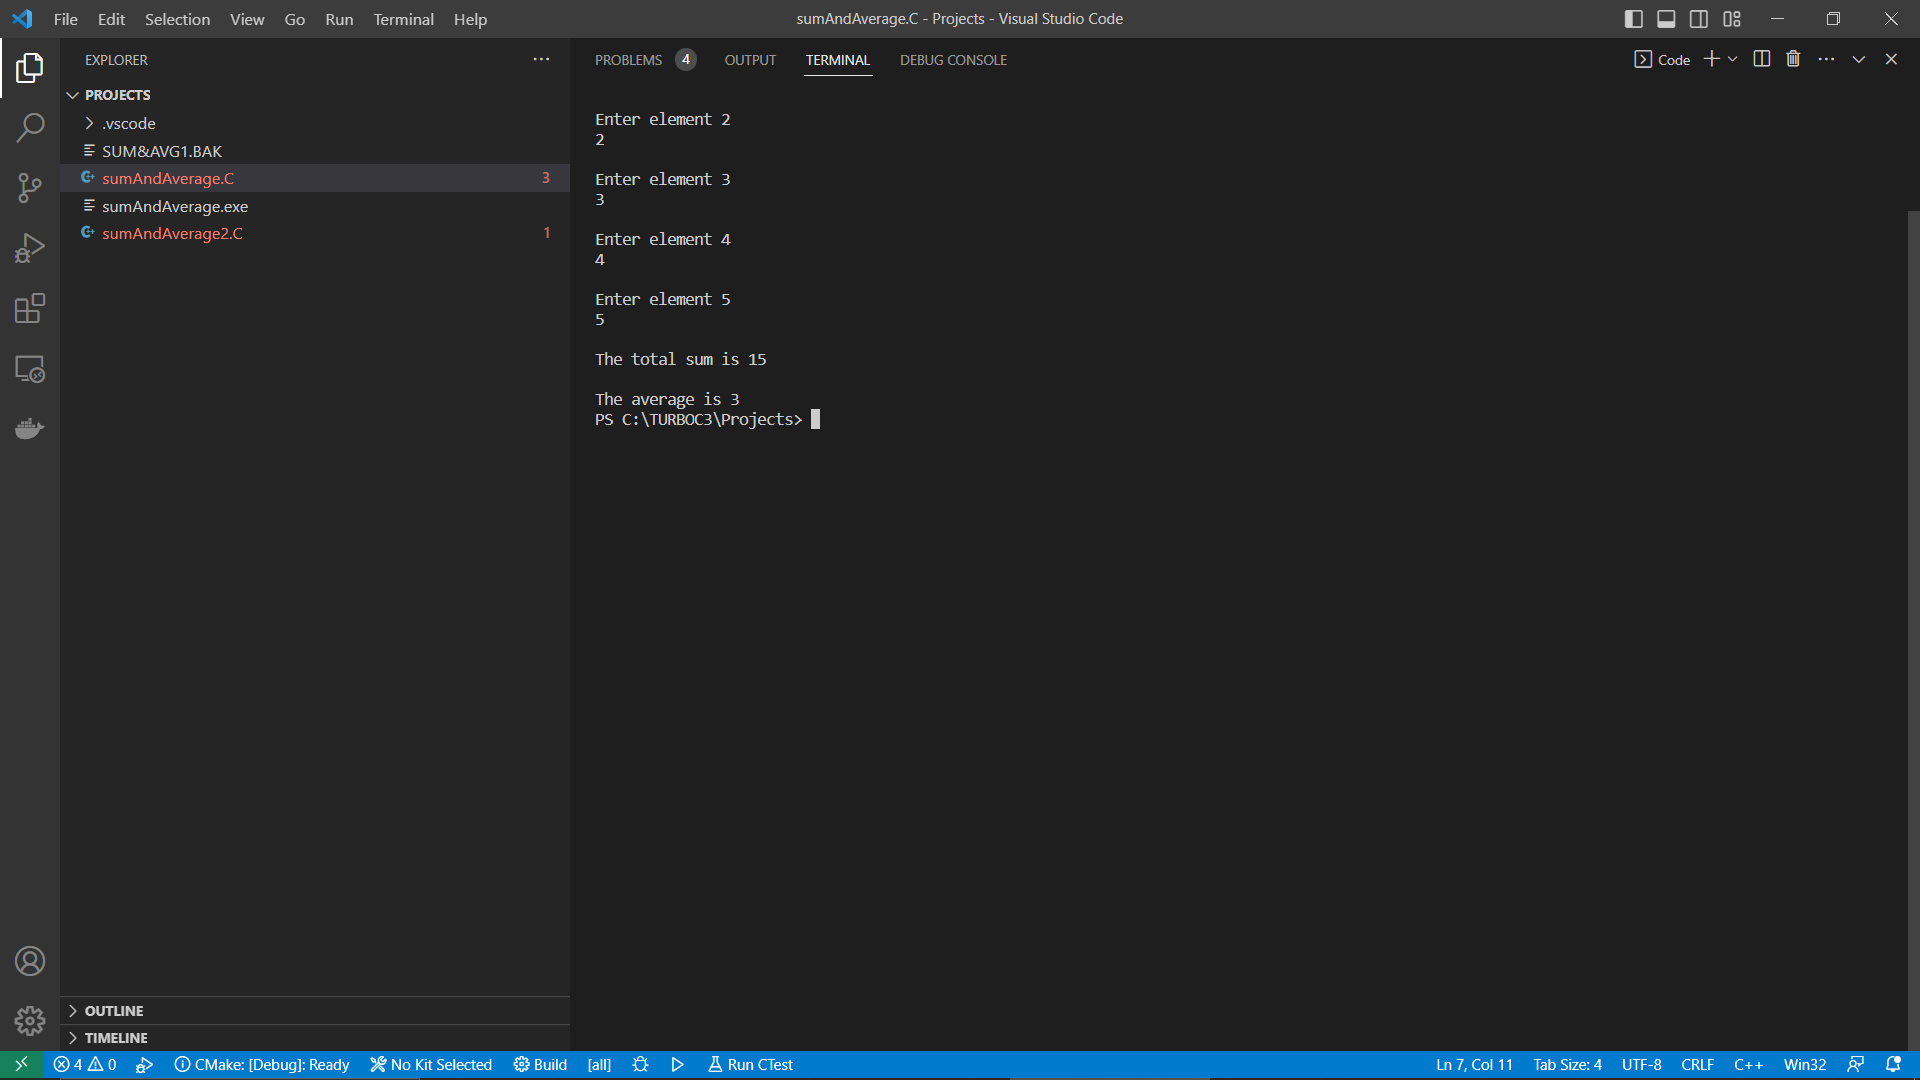 File Edit Selection View Go Run Terminal Help sumAndAverage.C - Projects - Visual Studio Code
EXPLORER
PROJECTS
.vscode
SUM&AVG1.BAK
sumAndAverage.C 3
sumAndAverage.exe
sumAndAverage2.C 1
OUTLINE
TIMELINE
PROBLEMS 4 OUTPUT TERMINAL DEBUG CONSOLE Code
Enter element 2
2
Enter element 3
3
Enter element 4
4
Enter element 5
5
The total sum is 15
The average is 3
PS C:\TURBOC3\Projects>
4 0 CMake: [Debug]: Ready No Kit Selected Build [all] Run CTest Ln 7, Col 11 Tab Size: 4 UTF-8 CRLF C++ Win32